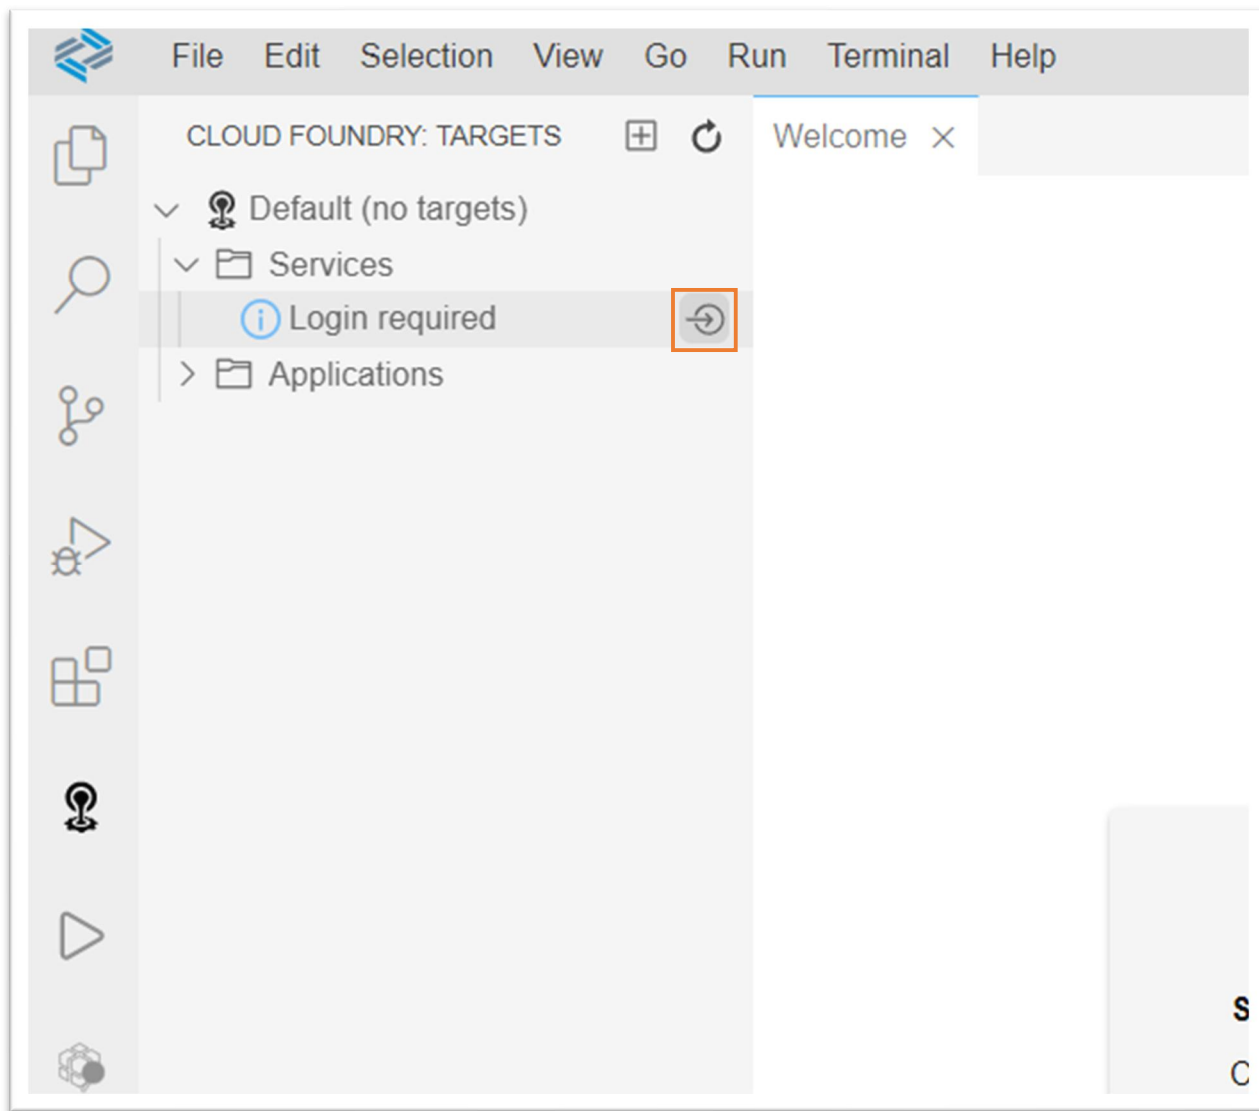 File Edit Selection View Go Run Terminal Help
CLOUD FOUNDRY: TARGETS
Welcome
Default (no targets)
Services
Login required
Applications